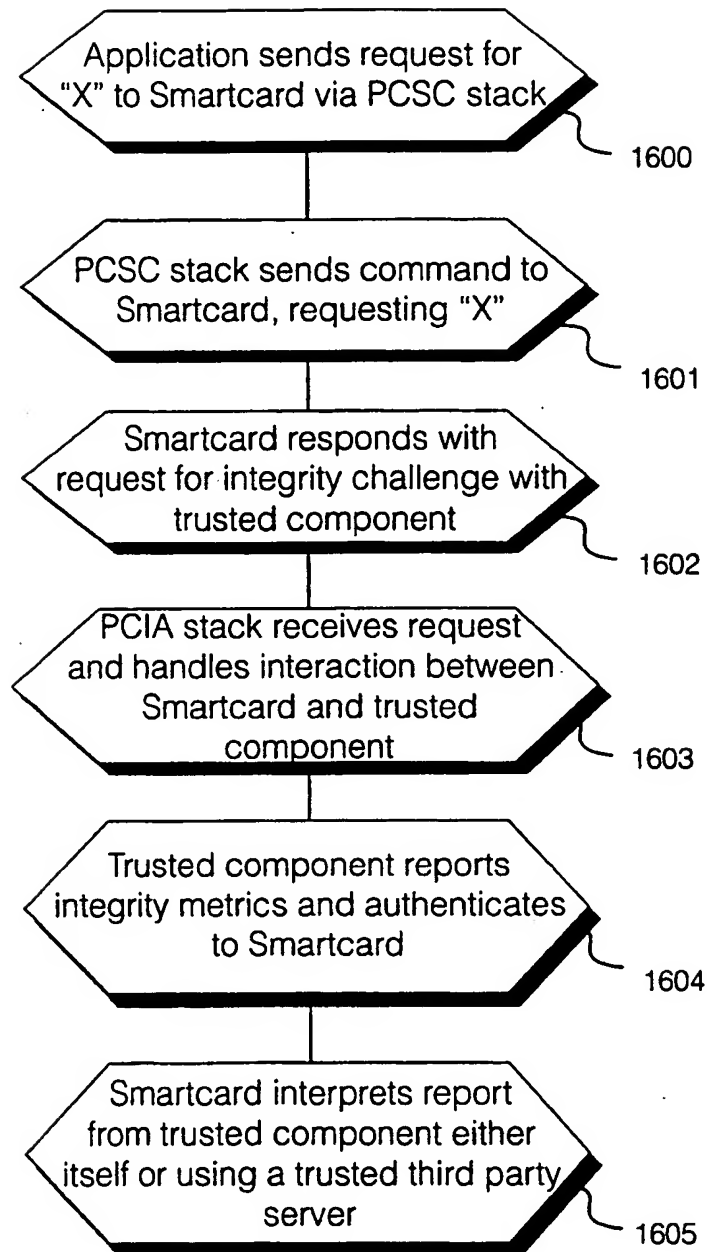 Application sends request for
“X” to Smartcard via PCSC stack
1600
PCSC stack sends command to
Smartcard, requesting “X”
1601
Smartcard responds with
request for integrity challenge with
trusted component
1602
PCIA stack receives request
and handles interaction between
Smartcard and trusted
component
1603
Trusted component reports
integrity metrics and authenticates
to Smartcard
1604
Smartcard interprets report
from trusted component either
itself or using a trusted third party
server
1605